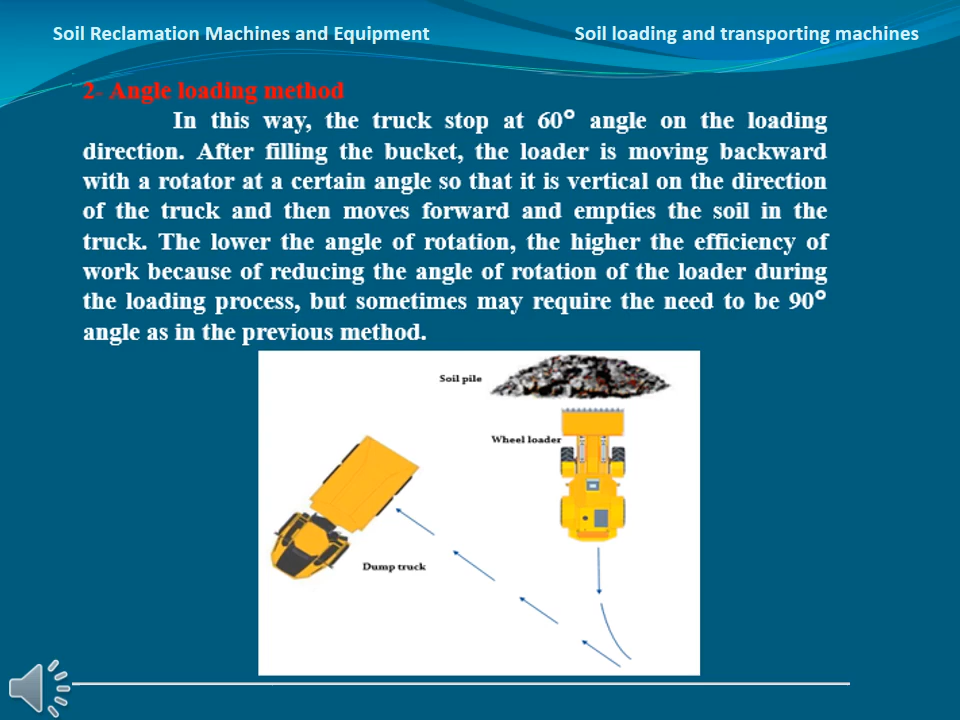 Soil Reclamation Machines and Equipment
Soil loading and transporting machines
2- Angle loading method
In this way, the truck stop at 60° angle on the loading
direction. After filling the bucket, the loader is moving backward
with a rotator at a certain angle so that it is vertical on the direction
of the truck and then moves forward and empties the soil in the
truck. The lower the angle of rotation, the higher the efficiency of
work because of reducing the angle of rotation of the loader during
the loading process, but sometimes may require the need to be 90°
angle as in the previous method.
Soil pile
Wheel loader
Dump truck